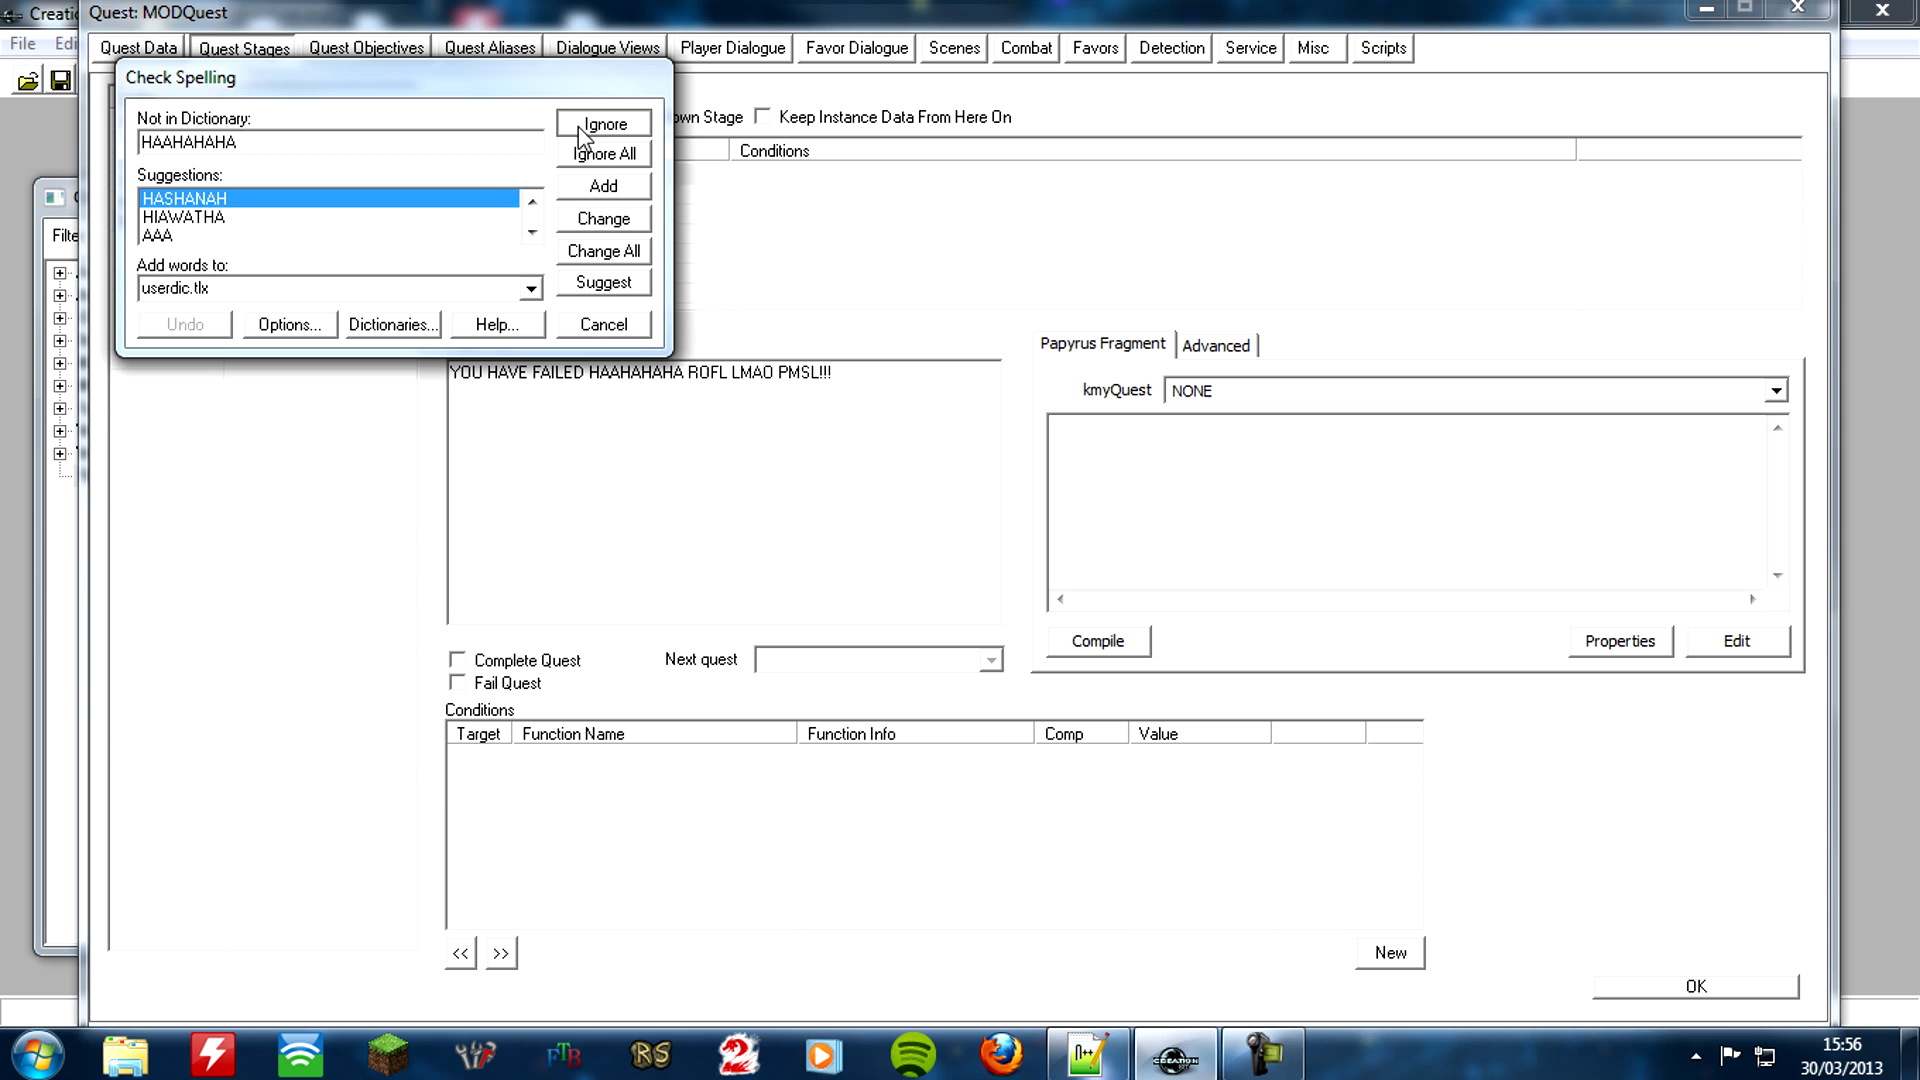 Creatio
Quest: MODQuest
File Edi
Quest Data Quest Stages Quest Objectives Quest Aliases Dialogue Views Player Dialogue Favor Dialogue Scenes Combat Favors Detection Service Misc Scripts
Check Spelling
Not in Dictionary:
HAAHAHAHA
Ignore
Ignore All
Add
Change
Change All
Suggest
Suggestions:
HASHANAH
HIAWATHA
AAA
Add words to:
userdic.tlx
Undo Options... Dictionaries... Help... Cancel
own Stage Keep Instance Data From Here On
Conditions
Filte
YOU HAVE FAILED HAAHAHAHA ROFL LMAO PMSL!!!
Papyrus Fragment Advanced
kmyQuest NONE
Compile Properties Edit
Complete Quest Next quest
Fail Quest
Conditions
Target Function Name Function Info Comp Value
<< >> New
OK
FTB
RS
2
n++
CREATION
15:56
30/03/2013